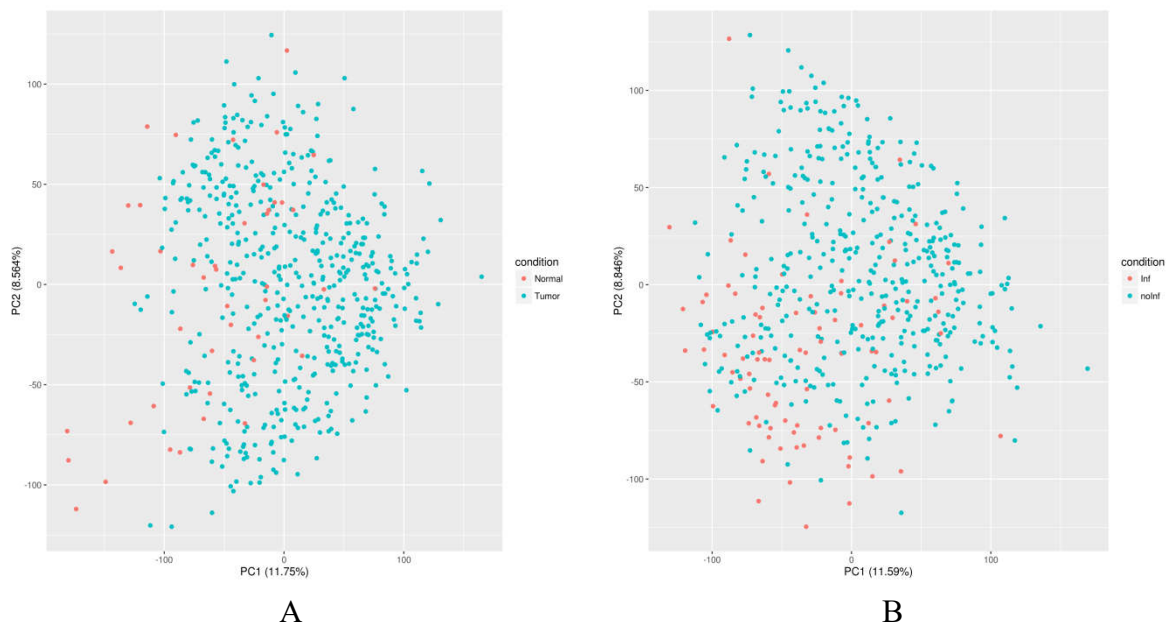 100
50
0
-50
-100
PC2 (8.564%)
-100
0
100
PC1 (11.75%)
condition
Normal
Tumor
A
100
50
0
-50
-100
PC2 (8.846%)
-100
0
100
PC1 (11.59%)
condition
Inf
noInf
B